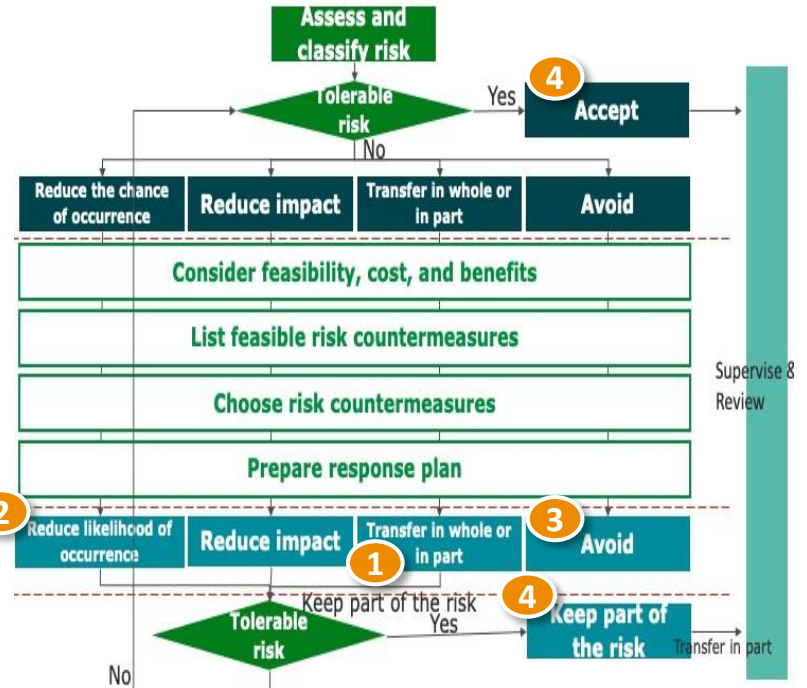 Assess and
classify risk
Tolerable
risk
Yes
4
Accept
No
Reduce the chance
of occurrence
Reduce impact
Transfer in whole or
in part
Avoid
Consider feasibility, cost, and benefits
List feasible risk countermeasures
Supervise &
Review
Choose risk countermeasures
Prepare response plan
2
Reduce likelihood of
occurrence
Reduce impact
1
Transfer in whole or
in part
3
Avoid
Keep part of the risk
Tolerable
risk
Yes
4
Keep part of
the risk
Transfer in part
No